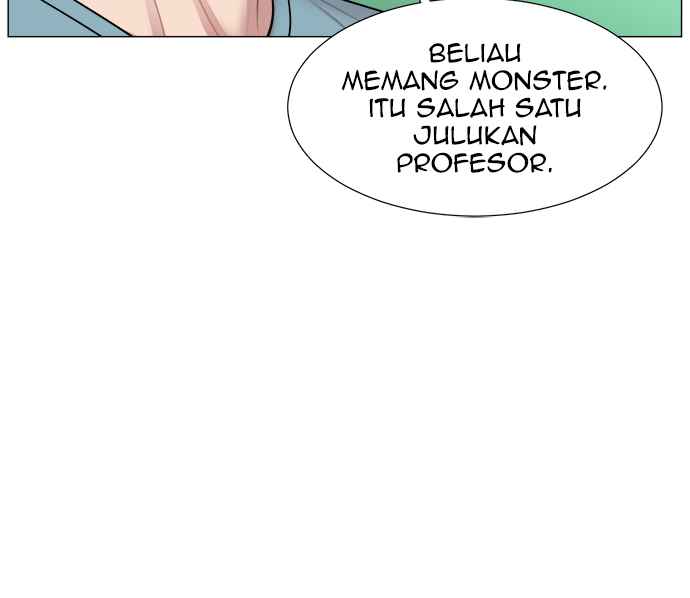 BELIAU
MEMANG MONSTER.
ITU SALAH SATU
JULUKAN
PROFESOR.